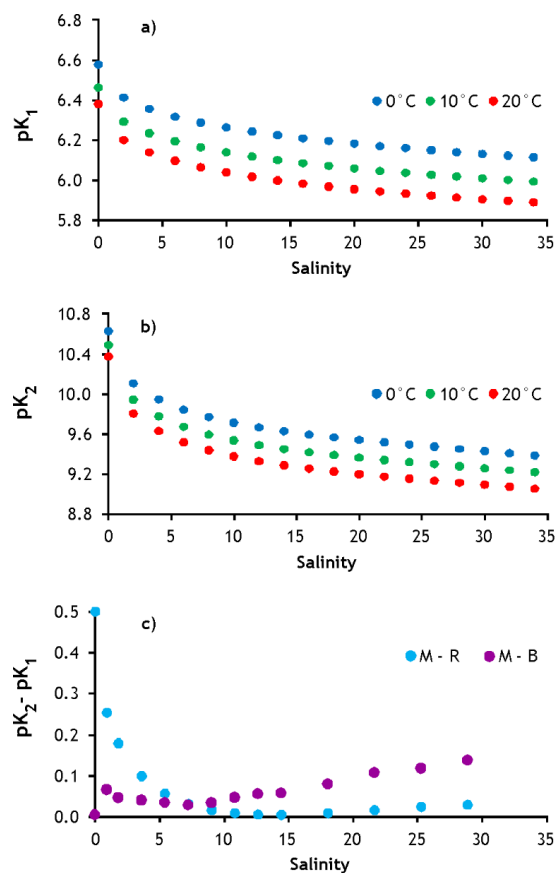 a)
pK1
6.8
6.6
6.4
6.2
6.0
5.8
0°C 10°C 20°C
0 5 10 15 20 25 30 35
Salinity
b)
pK2
10.8
10.4
10.0
9.6
9.2
8.8
0°C 10°C 20°C
0 5 10 15 20 25 30 35
Salinity
c)
pK2- pK1
0.5
0.4
0.3
0.2
0.1
0.0
M - R M - B
0 5 10 15 20 25 30 35
Salinity